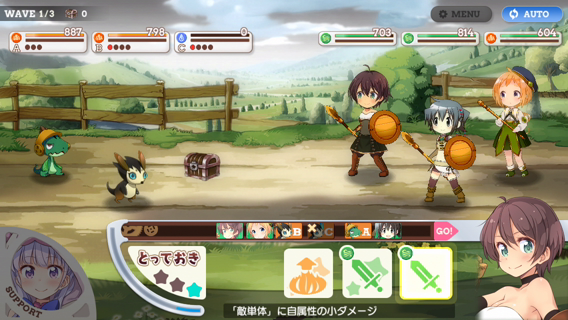 WAVE 1/3 0
MENU
AUTO
887
A
798
B
0
C
703
814
604
B C A GO!
とっておき
SUPPORT
「敵単体」に自属性の小ダメージ